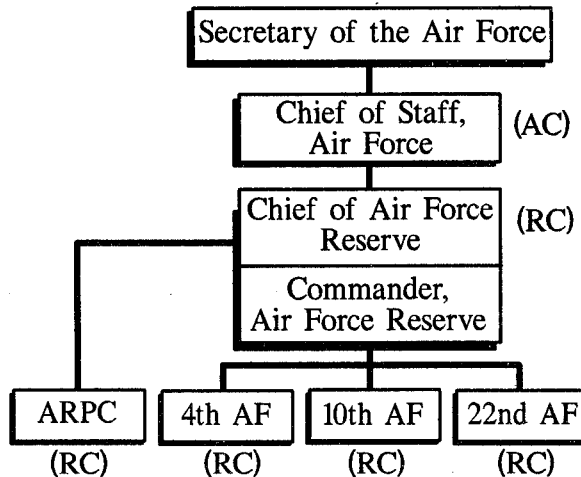 Secretary of the Air Force
Chief of Staff,
Air Force
(AC)
Chief of Air Force
Reserve
(RC)
Commander,
Air Force Reserve
ARPC
4th AF
10th AF
22nd AF
(RC)
(RC)
(RC)
(RC)